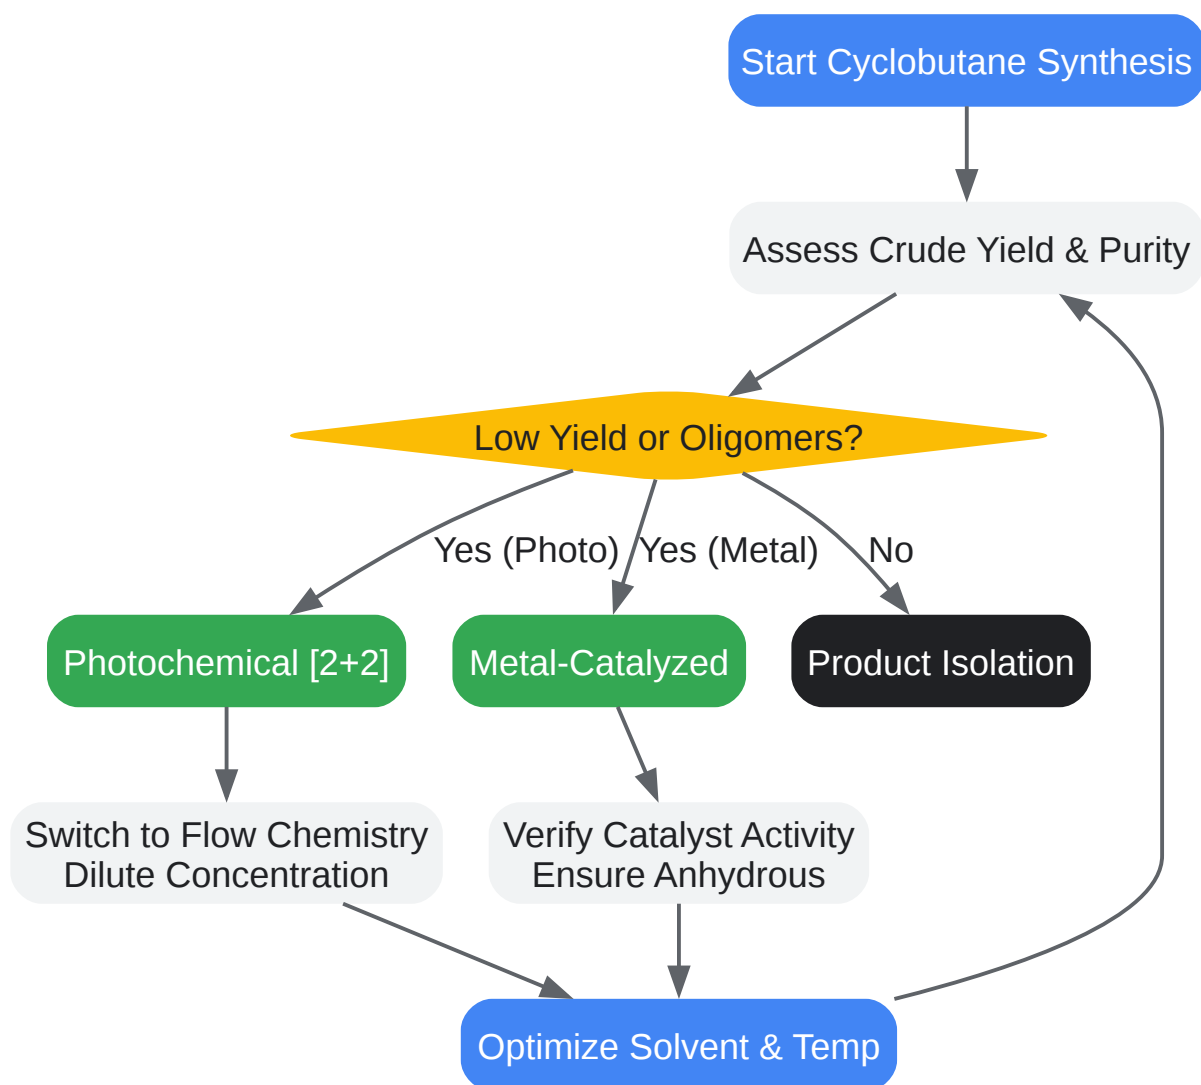 Start Cyclobutane Synthesis
Assess Crude Yield & Purity
Low Yield or Oligomers?
Yes (Photo)
Yes (Metal)
No
Photochemical [2+2]
Metal-Catalyzed
Product Isolation
Switch to Flow Chemistry
Dilute Concentration
Verify Catalyst Activity
Ensure Anhydrous
Optimize Solvent & Temp